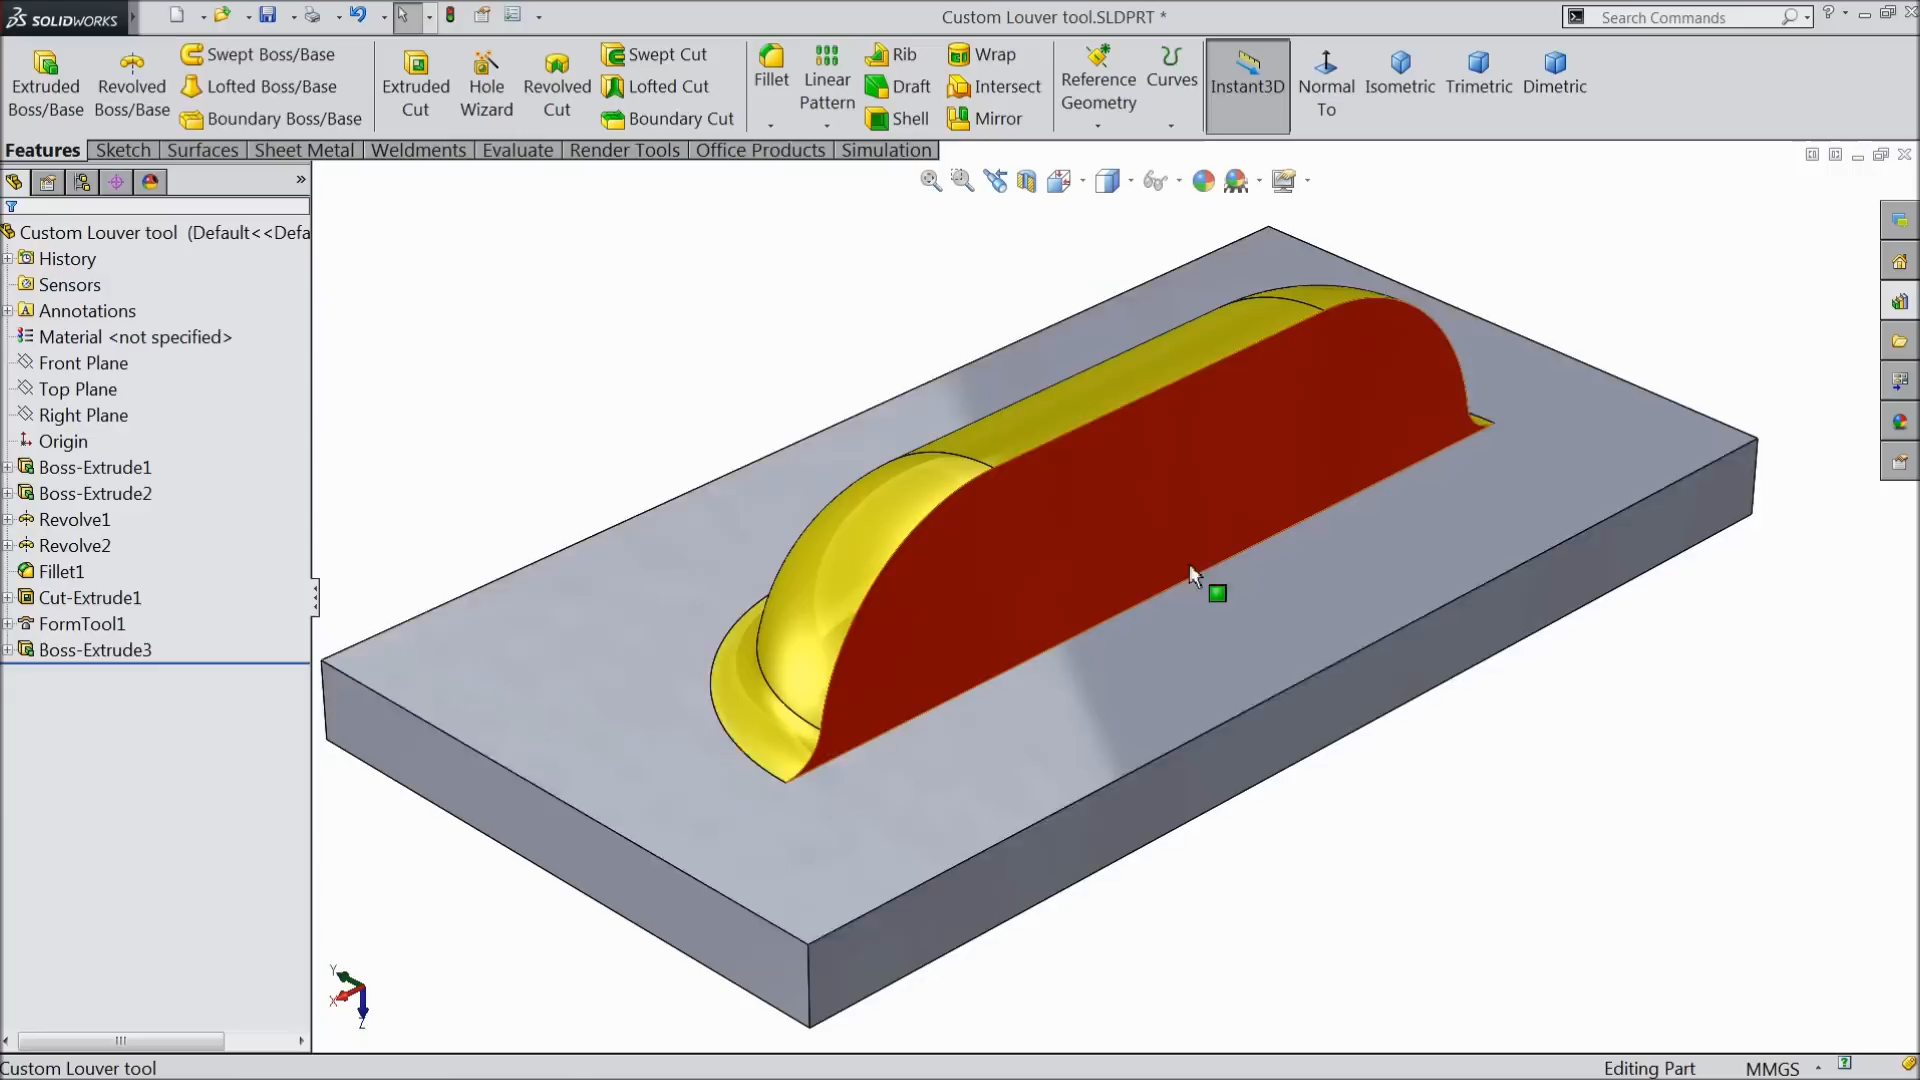 SOLIDWORKS
Custom Louver tool.SLDPRT *
Search Commands
Extruded Boss/Base
Revolved Boss/Base
Swept Boss/Base
Lofted Boss/Base
Boundary Boss/Base
Extruded Cut
Hole Wizard
Revolved Cut
Swept Cut
Lofted Cut
Boundary Cut
Fillet
Linear Pattern
Rib
Draft
Shell
Wrap
Intersect
Mirror
Reference Geometry
Curves
Instant3D
Normal To
Isometric
Trimetric
Dimetric
Features
Sketch
Surfaces
Sheet Metal
Weldments
Evaluate
Render Tools
Office Products
Simulation
Custom Louver tool (Default<<Defa
History
Sensors
Annotations
Material <not specified>
Front Plane
Top Plane
Right Plane
Origin
Boss-Extrude1
Boss-Extrude2
Revolve1
Revolve2
Fillet1
Cut-Extrude1
FormTool1
Boss-Extrude3
Y
X
Z
Custom Louver tool
Editing Part
MMGS